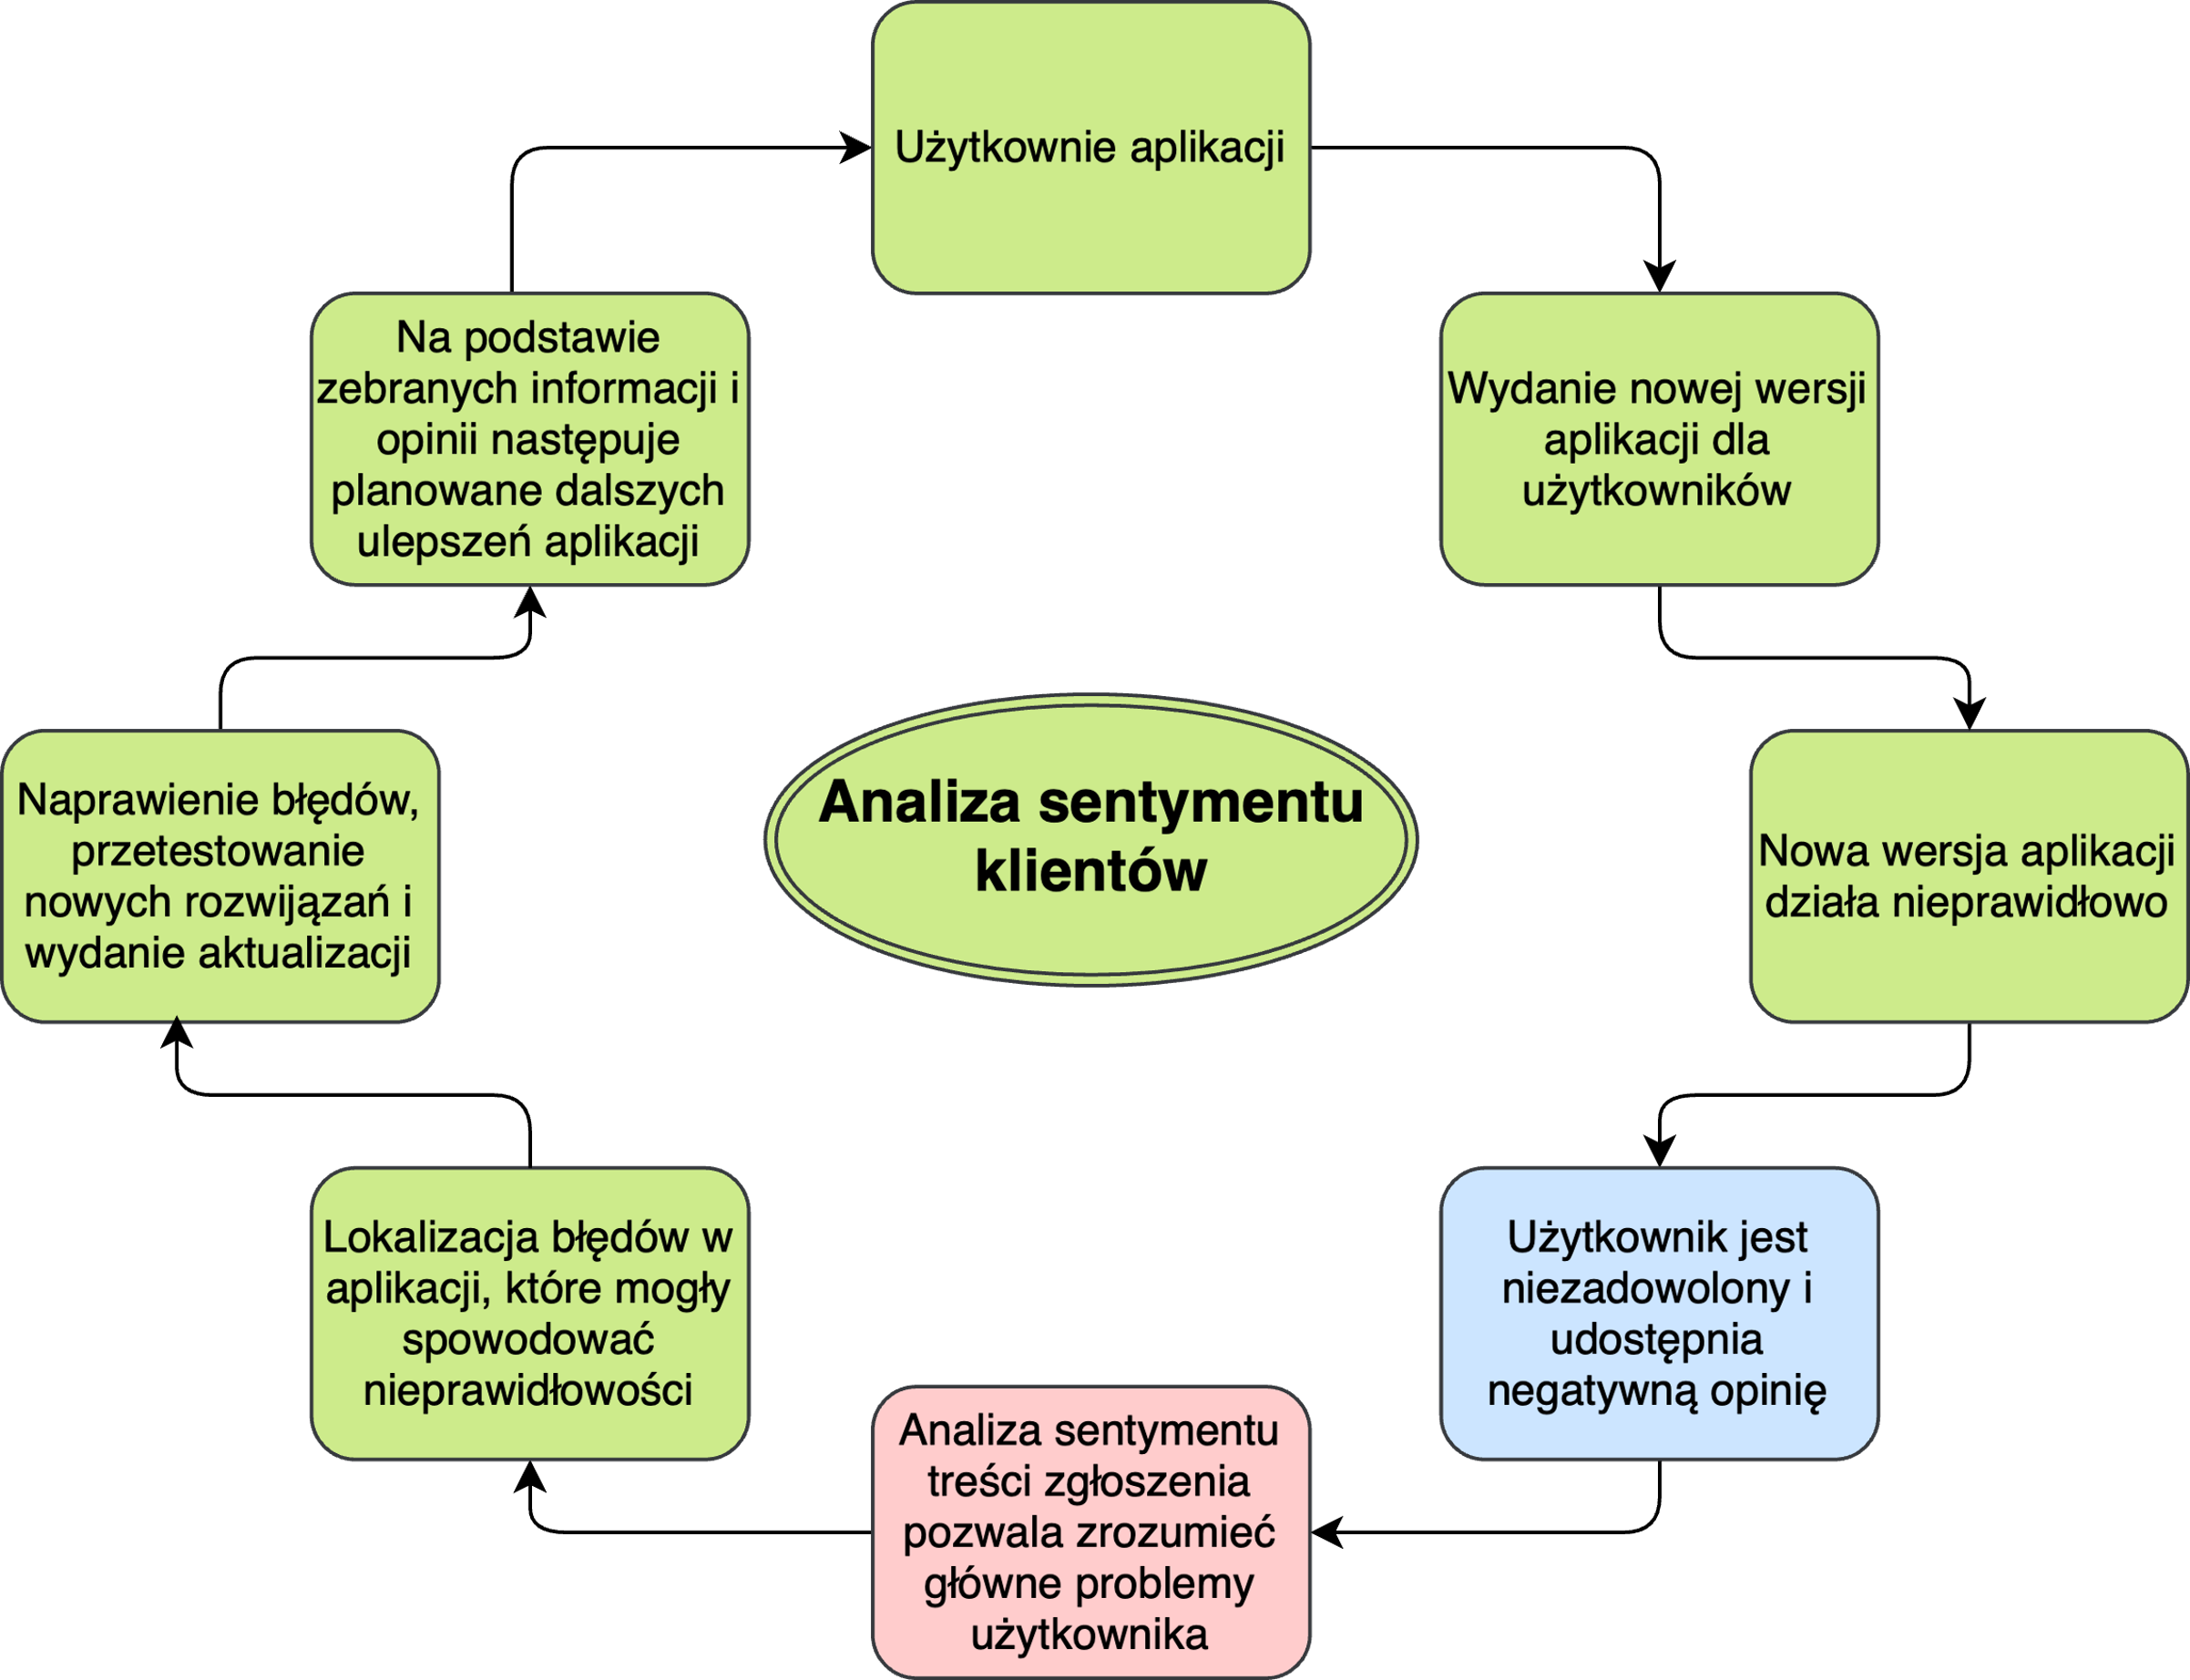 Użytkownie aplikacji
Wydanie nowej wersji
aplikacji dla
użytkowników
Nowa wersja aplikacji
działa nieprawidłowo
Użytkownik jest
niezadowolony i
udostępnia
negatywną opinię
Analiza sentymentu
treści zgłoszenia
pozwala zrozumieć
główne problemy
użytkownika
Lokalizacja błędów w
aplikacji, które mogły
spowodować
nieprawidłowości
Naprawienie błędów,
przetestowanie
nowych rozwijązań i
wydanie aktualizacji
Na podstawie
zebranych informacji i
opinii następuje
planowane dalszych
ulepszeń aplikacji
Analiza sentymentu
klientów